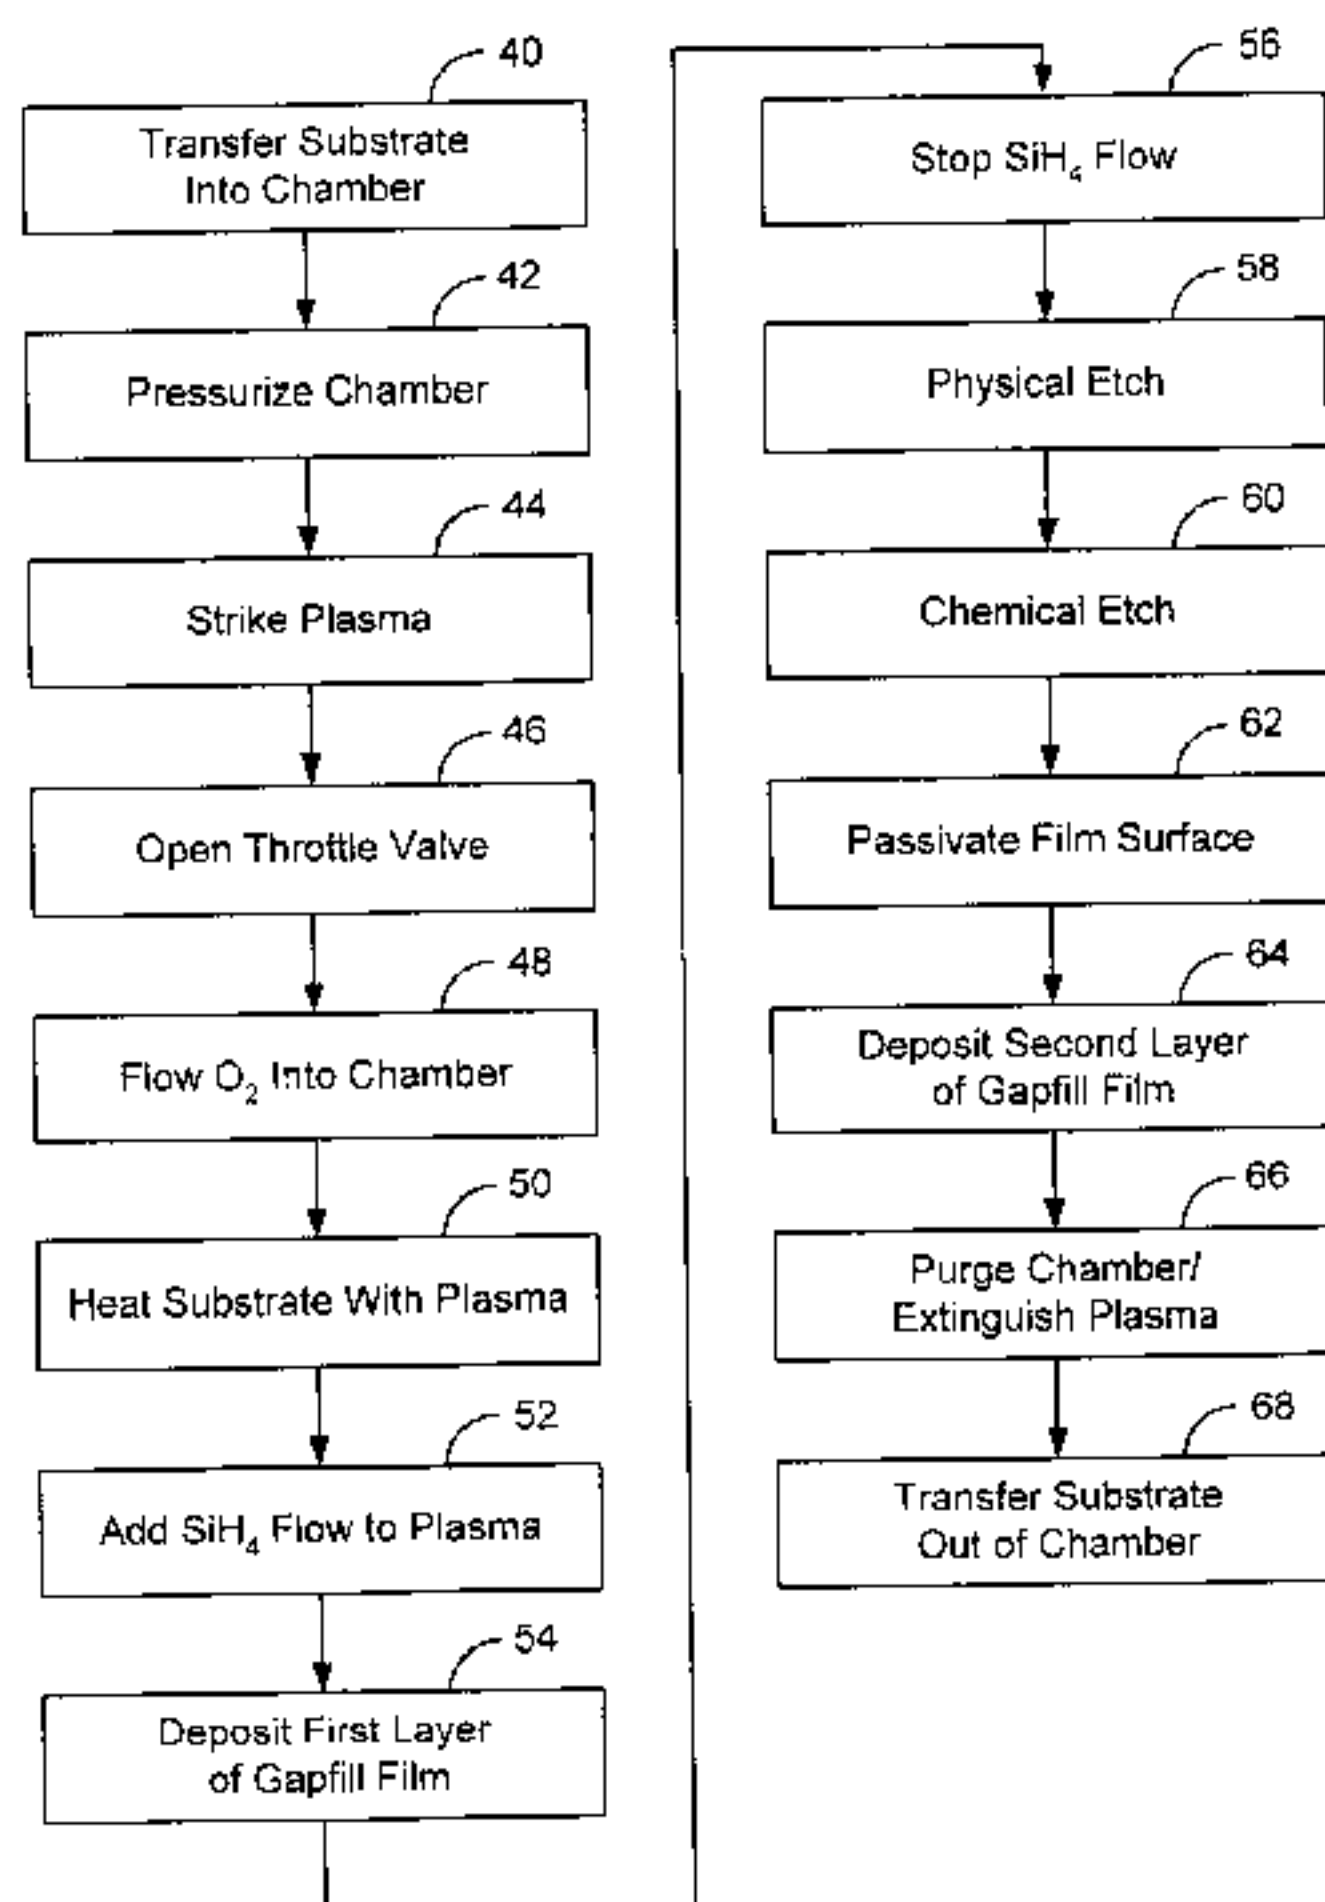 40
Transfer Substrate
Into Chamber
42
Pressurize Chamber
44
Strike Plasma
46
Open Throttle Valve
48
Flow O₂ Into Chamber
50
Heat Substrate With Plasma
52
Add SiH₄ Flow to Plasma
54
Deposit First Layer
of Gapfill Film
56
Stop SiH₄ Flow
58
Physical Etch
60
Chemical Etch
62
Passivate Film Surface
64
Deposit Second Layer
of Gapfill Film
66
Purge Chamber/
Extinguish Plasma
68
Transfer Substrate
Out of Chamber